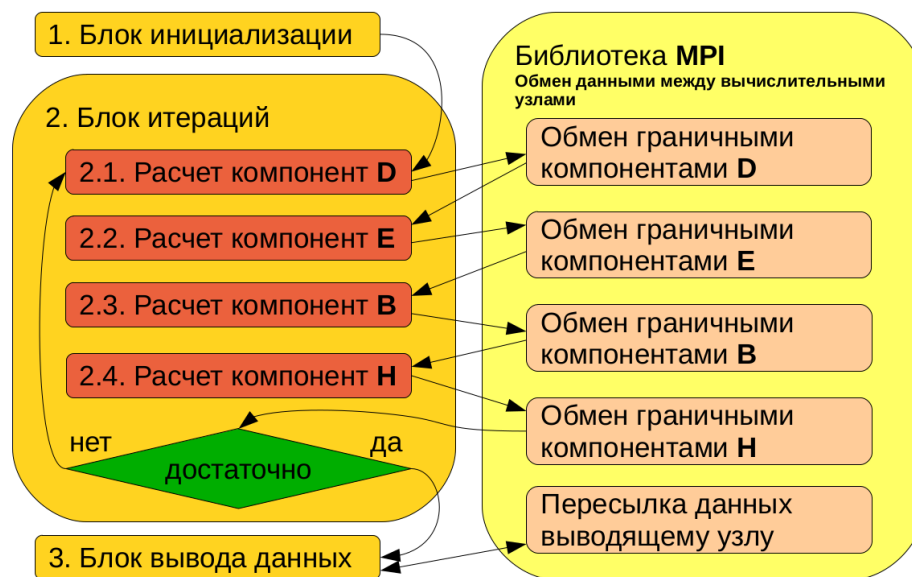 1. Блок инициализации
2. Блок итераций
2.1. Расчет компонент D
2.2. Расчет компонент E
2.3. Расчет компонент B
2.4. Расчет компонент H
нет
да
достаточно
3. Блок вывода данных
Библиотека MPI
Обмен данными между вычислительными
узлами
Обмен граничными
компонентами D
Обмен граничными
компонентами E
Обмен граничными
компонентами B
Обмен граничными
компонентами H
Пересылка данных
выводящему узлу